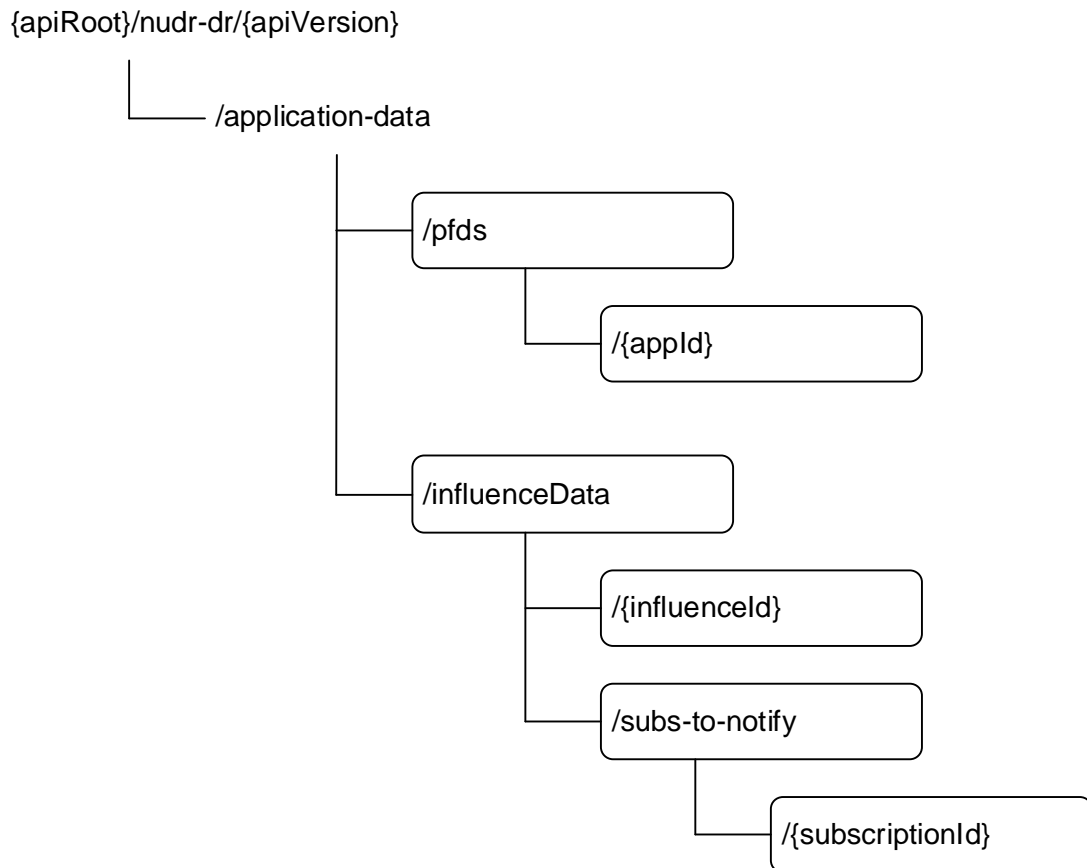 {apiRoot}/nudr-dr/{apiVersion}
/application-data
/pfds
/{appId}
/influenceData
/{influenceId}
/subs-to-notify
/{subscriptionId}